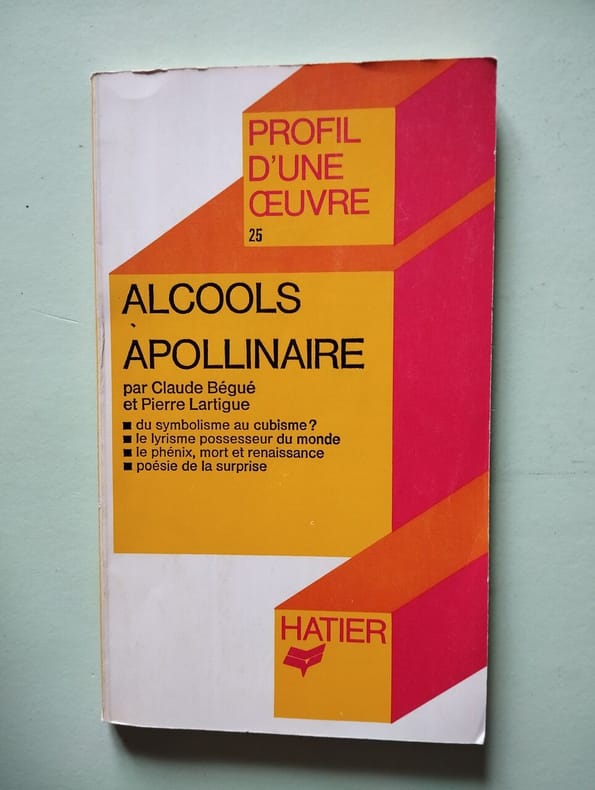 PROFIL
D'UNE
ŒUVRE
25
ALCOOLS
APOLLINAIRE
par Claude Bégué
et Pierre Lartigue
■ du symbolisme au cubisme?
■ le lyrisme possesseur du monde
■ le phénix, mort et renaissance
■ poésie de la surprise
HATIER